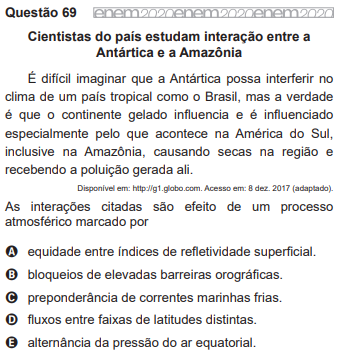 Questão 69 enem2020enem2020enem2020
Cientistas do país estudam interação entre a
Antártica e a Amazônia
É difícil imaginar que a Antártica possa interferir no
clima de um país tropical como o Brasil, mas a verdade
é que o continente gelado influencia e é influenciado
especialmente pelo que acontece na América do Sul,
inclusive na Amazônia, causando secas na região e
recebendo a poluição gerada ali.
Disponível em: http://g1.globo.com. Acesso em: 8 dez. 2017 (adaptado).
As interações citadas são efeito de um processo
atmosférico marcado por
A equidade entre índices de refletividade superficial.
B bloqueios de elevadas barreiras orográficas.
C preponderância de correntes marinhas frias.
D fluxos entre faixas de latitudes distintas.
E alternância da pressão do ar equatorial.